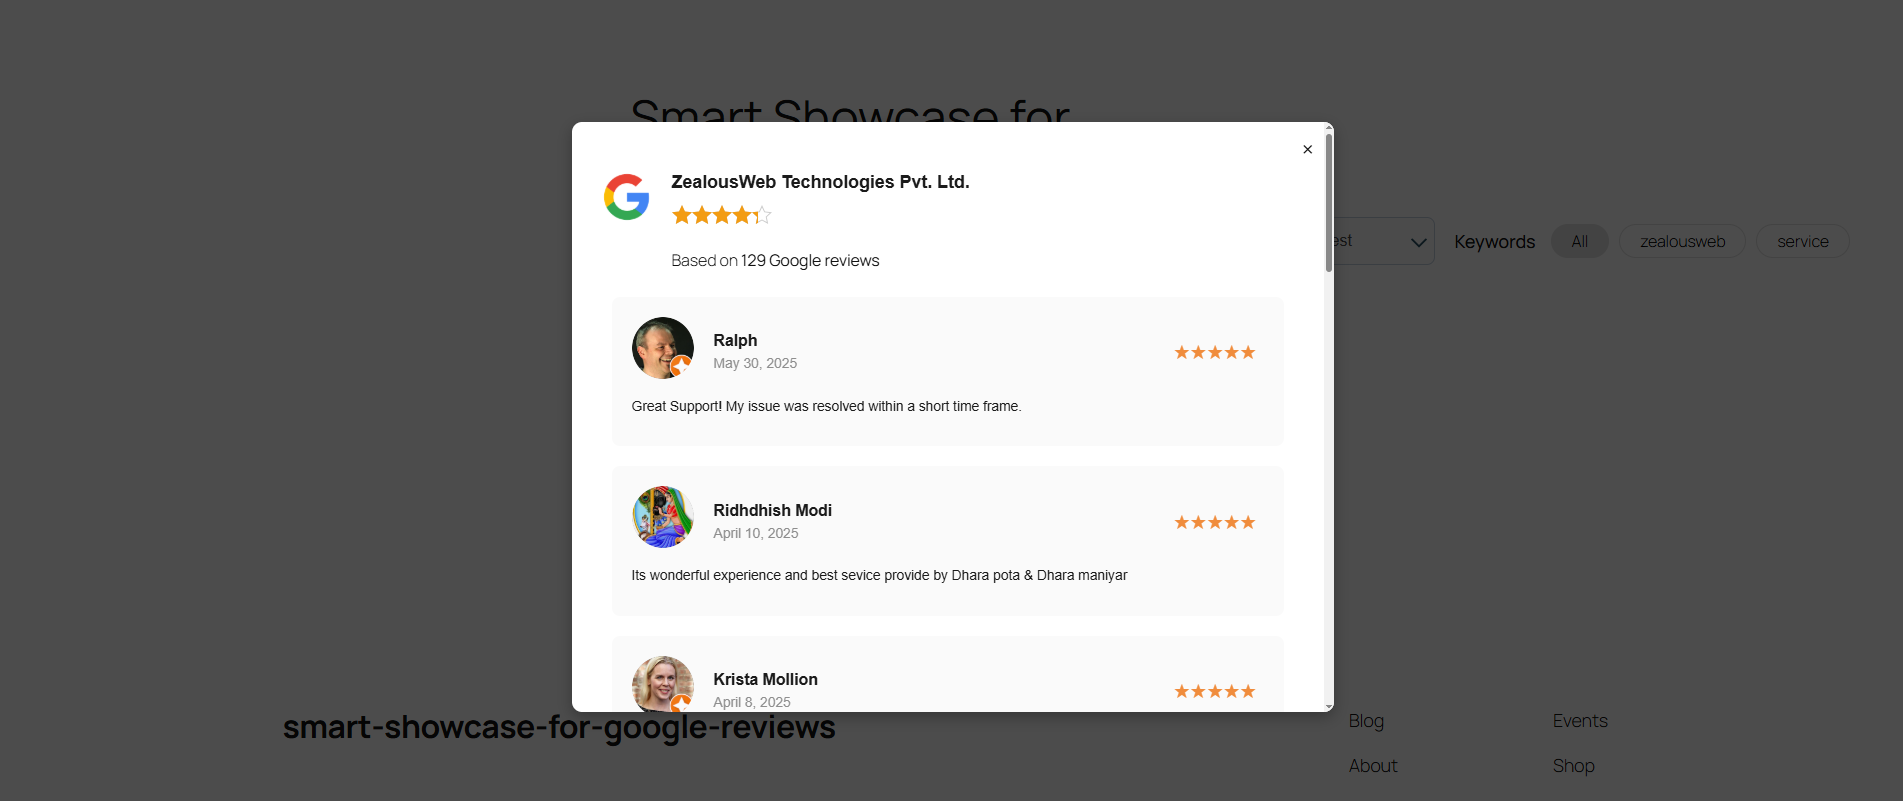 Smart Showcase for
×
ZealousWeb Technologies Pvt. Ltd.
Based on 129 Google reviews
est
Keywords
All
zealousweb
service
Ralph
May 30, 2025
Great Support! My issue was resolved within a short time frame.
Ridhdhish Modi
April 10, 2025
Its wonderful experience and best sevice provide by Dhara pota & Dhara maniyar
Krista Mollion
April 8, 2025
smart-showcase-for-google-reviews
Blog
Events
About
Shop